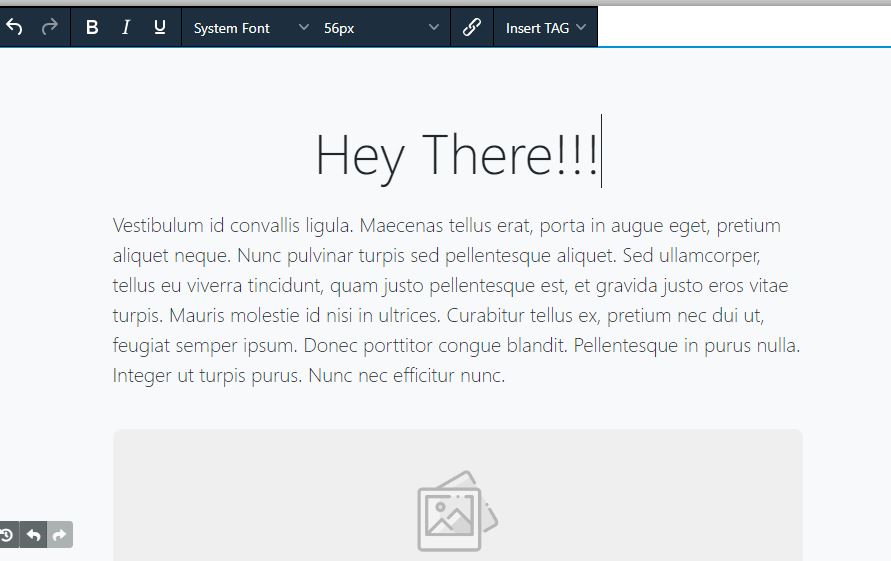 B I U System Font 56px Insert TAG
Hey There!!!
Vestibulum id convallis ligula. Maecenas tellus erat, porta in augue eget, pretium
aliquet neque. Nunc pulvinar turpis sed pellentesque aliquet. Sed ullamcorper,
tellus eu viverra tincidunt, quam justo pellentesque est, et gravida justo eros vitae
turpis. Mauris molestie id nisi in ultrices. Curabitur tellus ex, pretium nec dui ut,
feugiat semper ipsum. Donec porttitor congue blandit. Pellentesque in purus nulla.
Integer ut turpis purus. Nunc nec efficitur nunc.